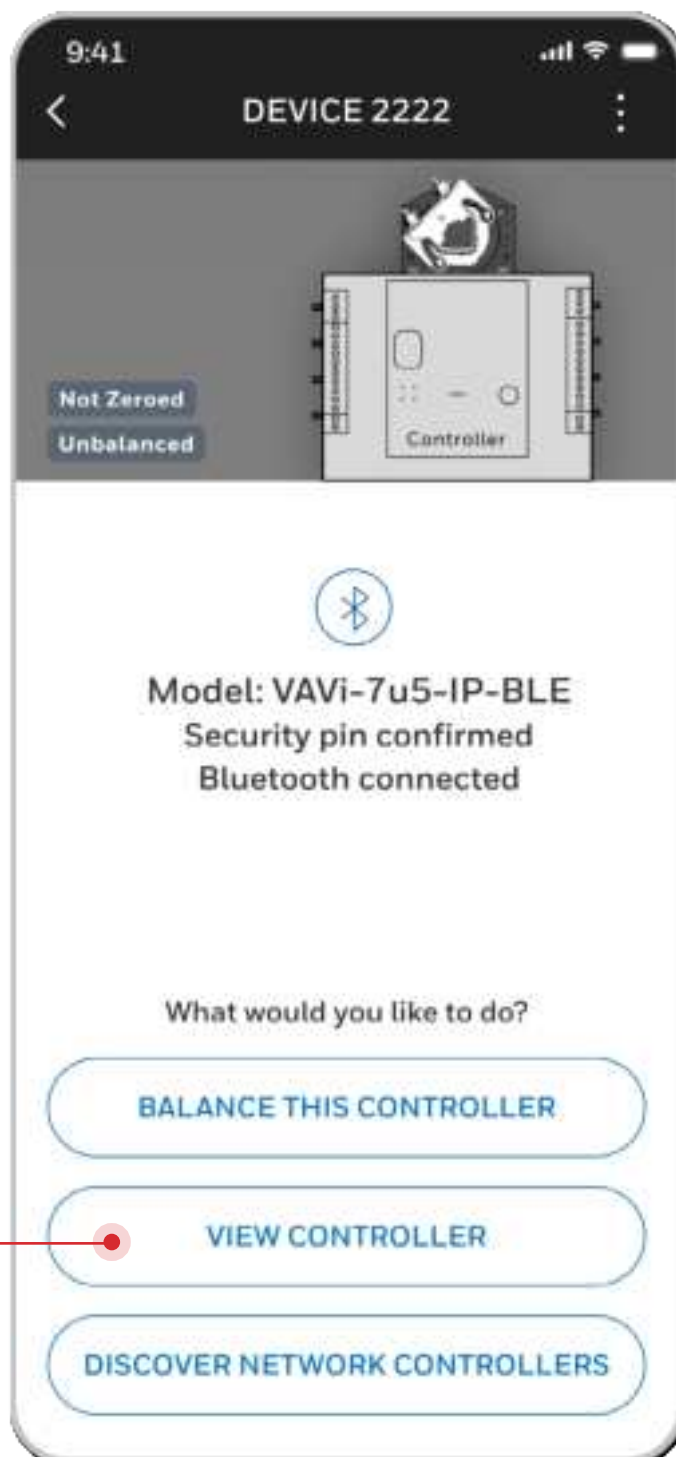 9:41
DEVICE 2222
Not Zeroed
Unbalanced
Controller
Model: VAVi-7u5-IP-BLE
Security pin confirmed
Bluetooth connected
What would you like to do?
BALANCE THIS CONTROLLER
VIEW CONTROLLER
DISCOVER NETWORK CONTROLLERS